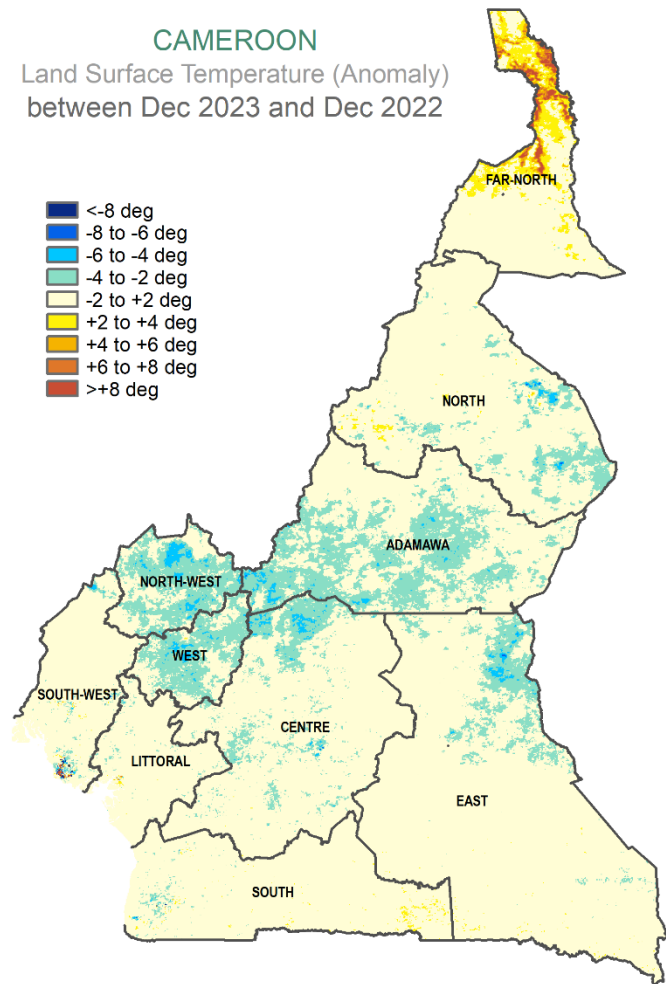 CAMEROON
Land Surface Temperature (Anomaly)
between Dec 2023 and Dec 2022
<-8 deg
-8 to -6 deg
-6 to -4 deg
-4 to -2 deg
-2 to +2 deg
+2 to +4 deg
+4 to +6 deg
+6 to +8 deg
>+8 deg
FAR-NORTH
NORTH
ADAMAWA
NORTH-WEST
WEST
SOUTH-WEST
CENTRE
LITTORAL
EAST
SOUTH